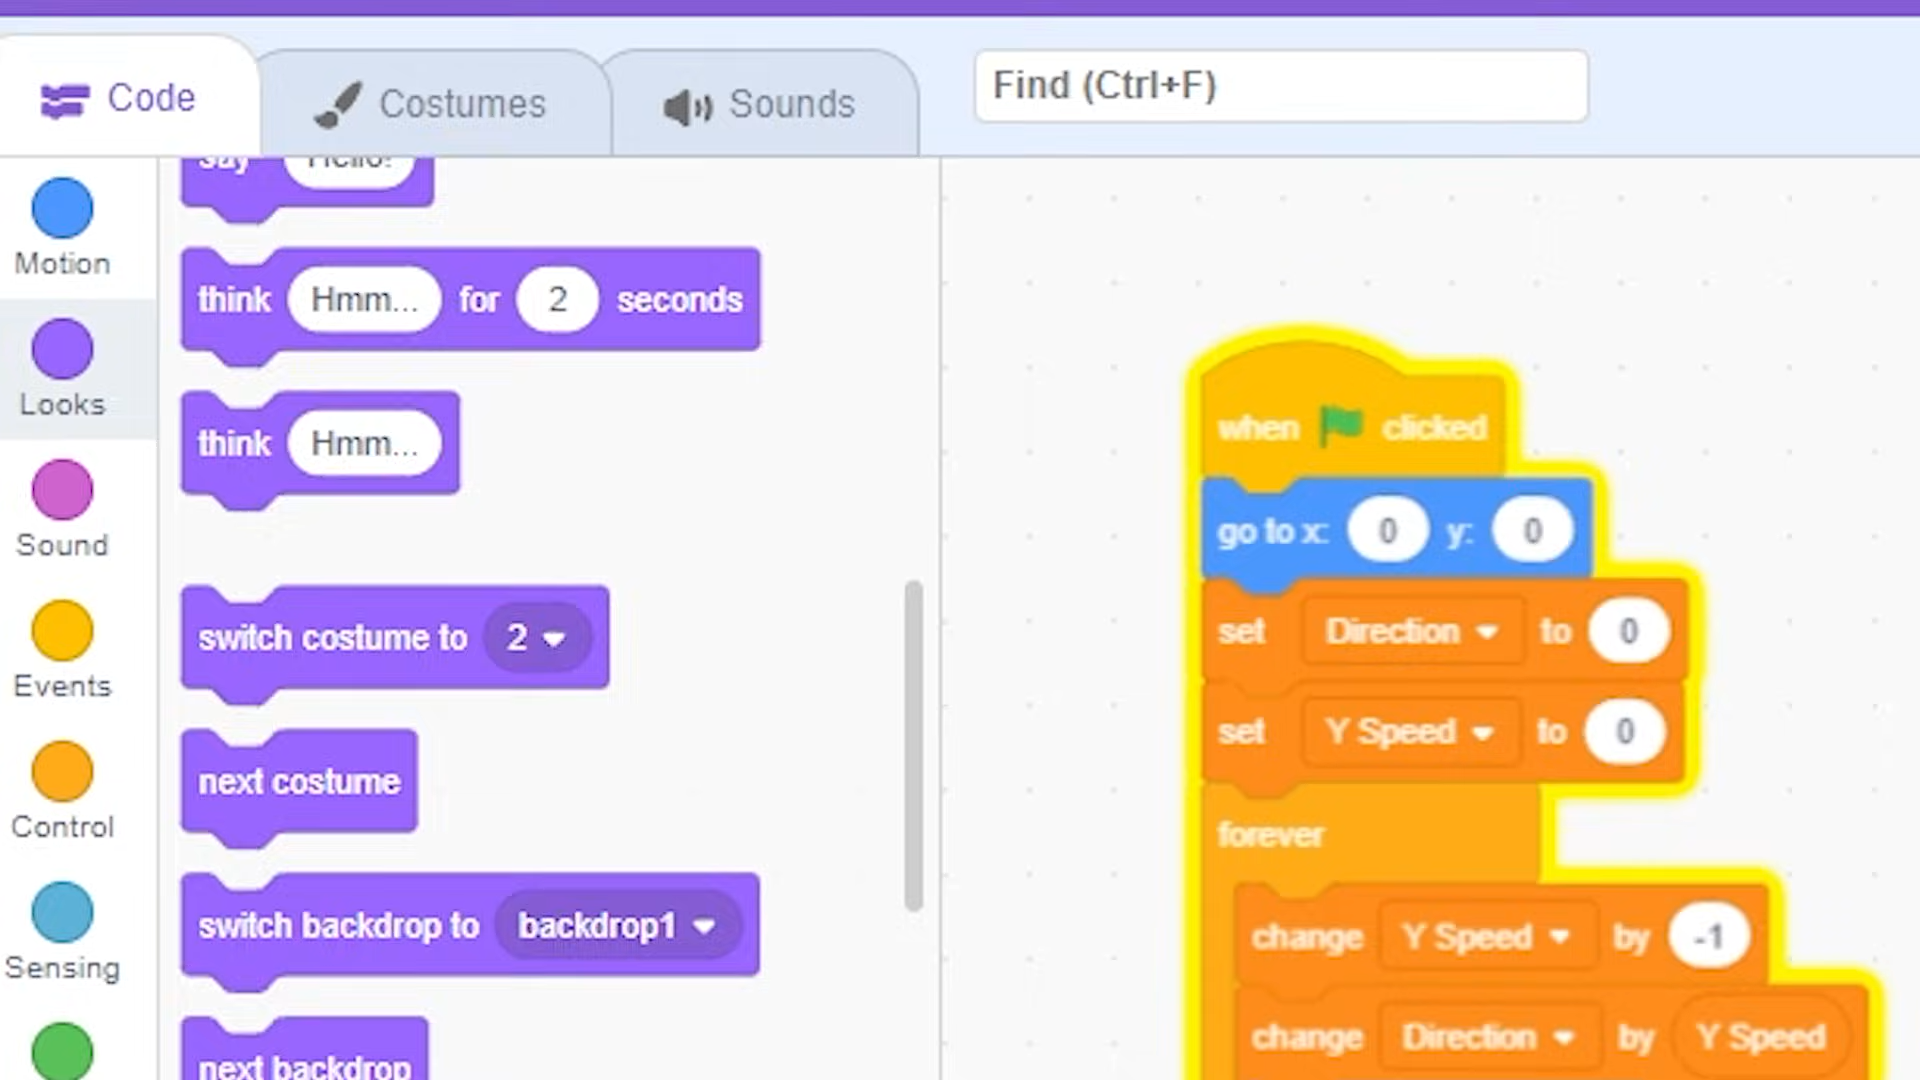 Code
Costumes
Sounds
Find (Ctrl+F)
Motion
Looks
Sound
Events
Control
Sensing
say Hello!
think Hmm... for 2 seconds
think Hmm...
switch costume to 2
next costume
switch backdrop to backdrop1
next backdrop
when clicked
go to x: 0 y: 0
set Direction to 0
set Y Speed to 0
forever
change Y Speed by -1
change Direction by Y Speed